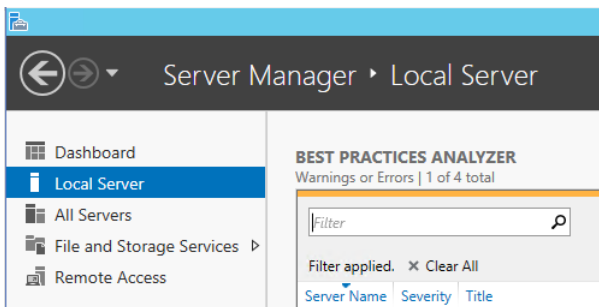 Server Manager ‣ Local Server
Dashboard
Local Server
All Servers
File and Storage Services
Remote Access
BEST PRACTICES ANALYZER
Warnings or Errors | 1 of 4 total
Filter
Filter applied. × Clear All
Server Name Severity Title